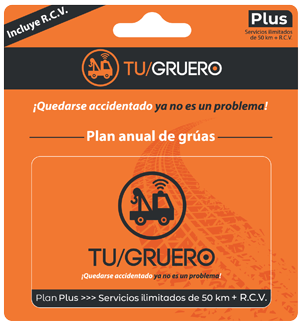 Incluye R.C.V.
Plus
Servicios ilimitados
de 50 km + R.C.V.
TU/GRUERO
¡Quedarse accidentado ya no es un problema!
Plan anual de grúas
TU/GRUERO
¡Quedarse accidentado ya no es un problema!
Plan Plus >>> Servicios ilimitados de 50 km + R.C.V.